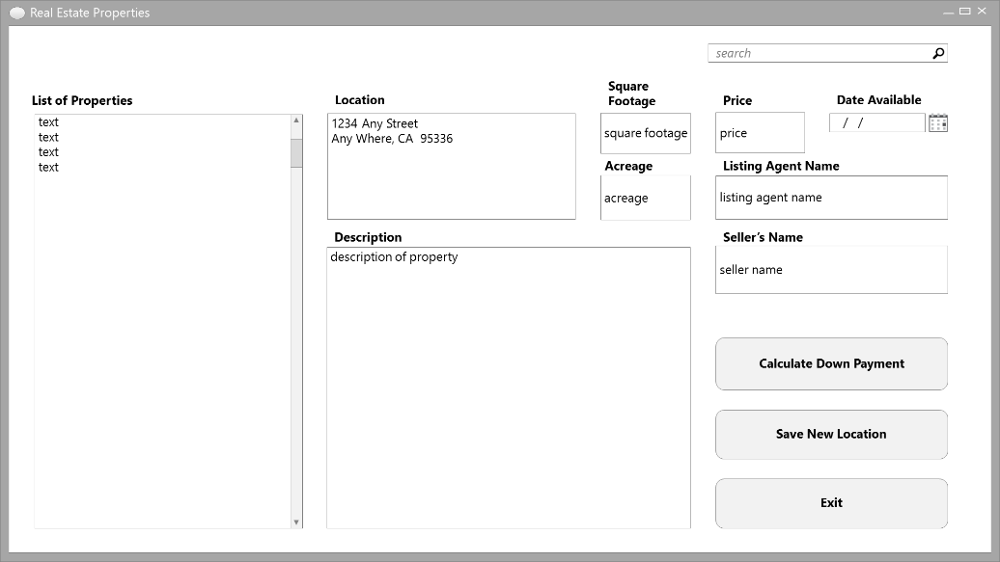 Real Estate Properties
search
List of Properties
text
text
text
text
Location
1234 Any Street
Any Where, CA  95336
Square
Footage
square footage
Price
price
Date Available
/ /
Acreage
acreage
Listing Agent Name
listing agent name
Description
description of property
Seller's Name
seller name
Calculate Down Payment
Save New Location
Exit